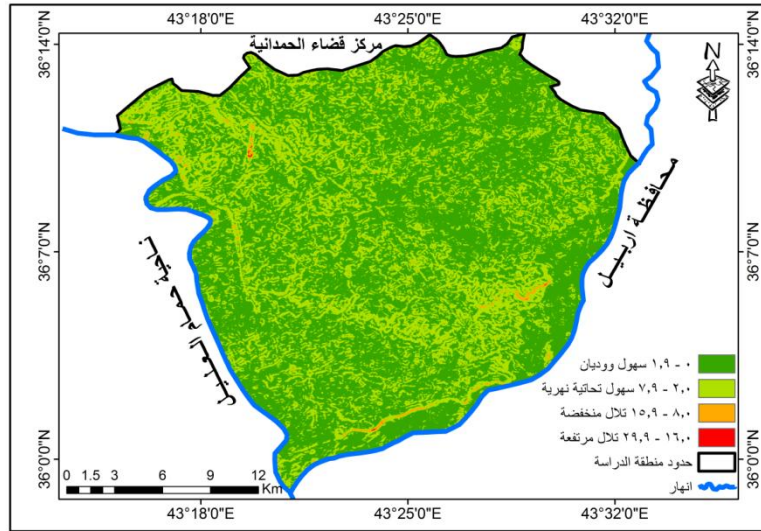 43°18'0"E 43°25'0"E 43°32'0"E
36°14'0"N
36°14'0"N
مركز قضاء الحمدانية
N
محافظة اربيل
36°7'0"N
36°7'0"N
ناحية حمام العليل
٠ - ١,٩ سهول ووديان
٢,٠ - ٧,٩ سهول تحاتية نهرية
٨,٠ - ١٥,٩ تلال منخفضة
١٦,٠ - ٢٩,٩ تلال مرتفعة
حدود منطقة الدراسة
انهار
36°0'0"N
36°0'0"N
0 1.5 3 6 9 12
Km
43°18'0"E 43°25'0"E 43°32'0"E